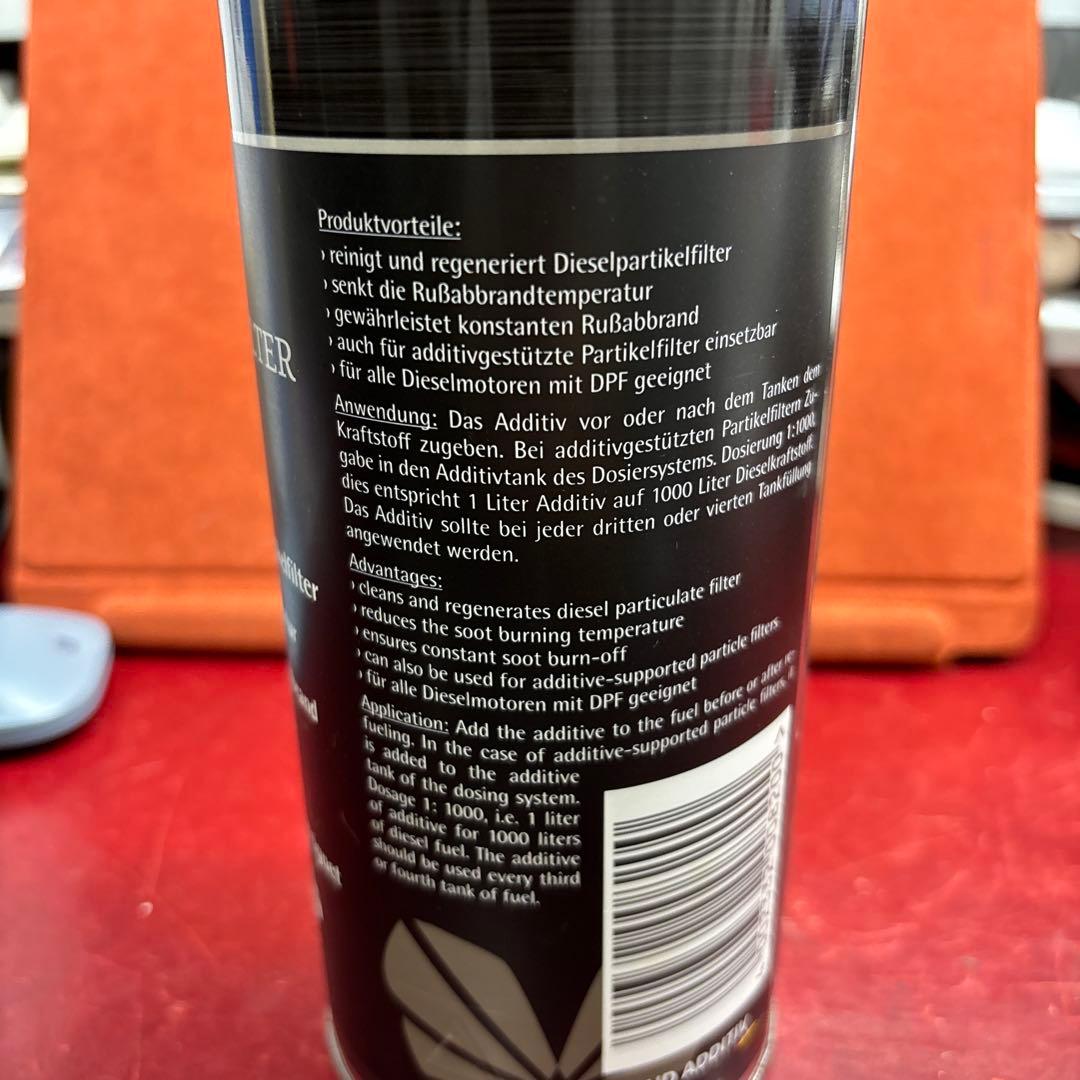 Produktvorteile:
› reinigt und regeneriert Dieselpartikelfilter
› senkt die Rußabbrandtemperatur
› gewährleistet konstanten Rußabbrand
› auch für additivgestützte Partikelfilter einsetzbar
› für alle Dieselmotoren mit DPF geeignet
Anwendung: Das Additiv vor oder nach dem Tanken dem
Kraftstoff zugeben. Bei additivgestützten Partikelfiltern Zu-
gabe in den Additivtank des Dosiersystems. Dosierung 1:1000,
dies entspricht 1 Liter Additiv auf 1000 Liter Dieselkraftstoff.
Das Additiv sollte bei jeder dritten oder vierten Tankfüllung
angewendet werden.
Advantages:
› cleans and regenerates diesel particulate filter
› reduces the soot burning temperature
› ensures constant soot burn-off
› can also be used for additive-supported particle filters
› für alle Dieselmotoren mit DPF geeignet
Application: Add the additive to the fuel before or after re-
fueling. In the case of additive-supported particle filters, it
is added to the additive
tank of the dosing system.
Dosage 1: 1000, i.e. 1 liter
of additive for 1000 liters
of diesel fuel. The additive
should be used every third
or fourth tank of fuel.
TER
ADDITIV